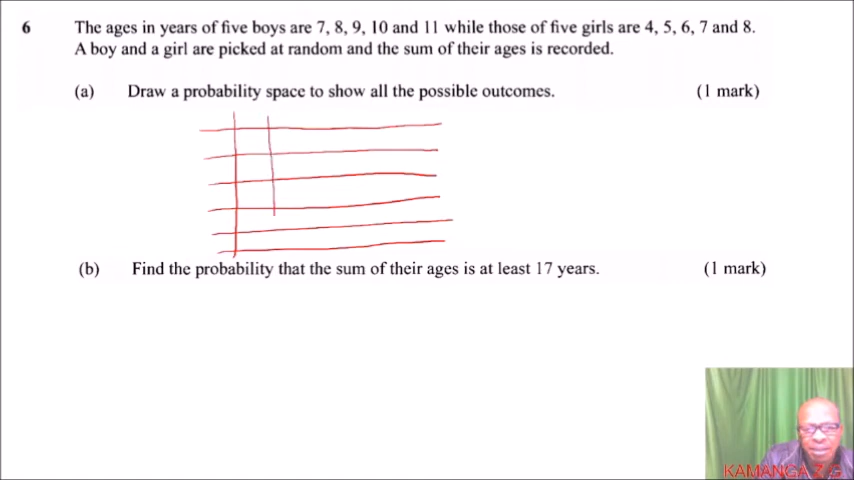 6 The ages in years of five boys are 7, 8, 9, 10 and 11 while those of five girls are 4, 5, 6, 7 and 8.
A boy and a girl are picked at random and the sum of their ages is recorded.
(a) Draw a probability space to show all the possible outcomes. (1 mark)
(b) Find the probability that the sum of their ages is at least 17 years. (1 mark)
KAMANGA Z.G.